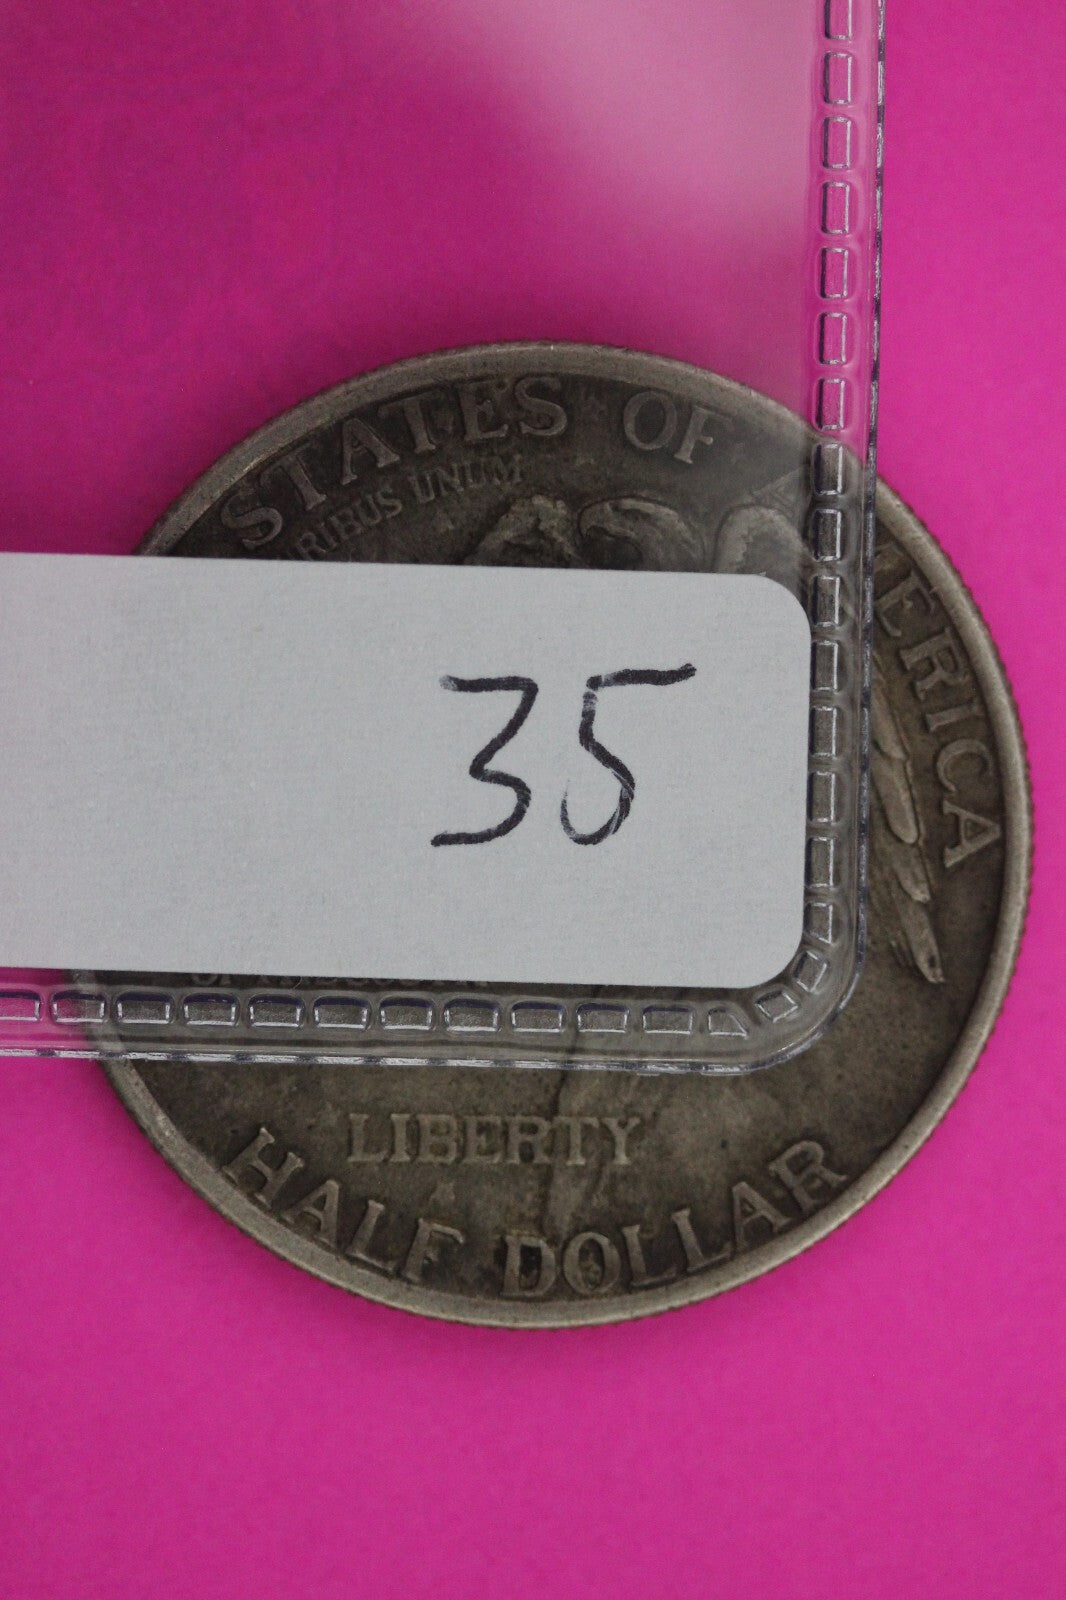 STATES OF
ERICA
RIBUS UNUM
35
LIBERTY
HALF DOLLAR